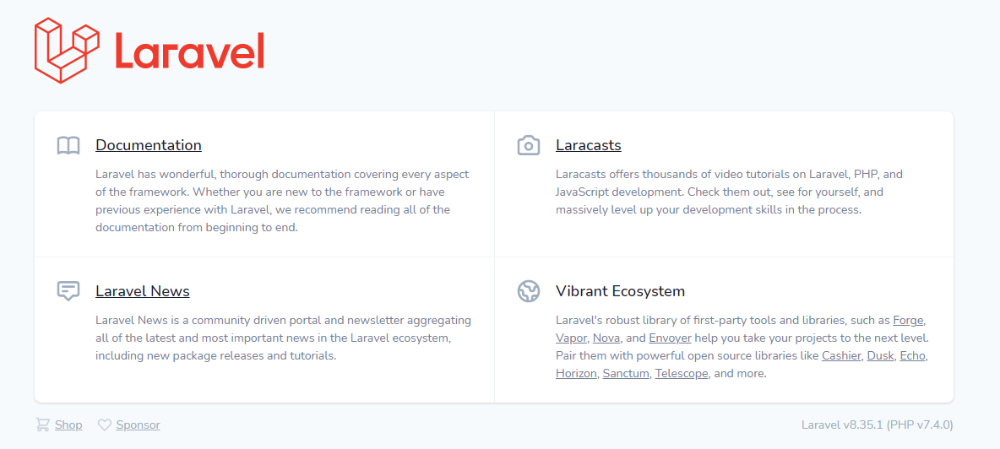 Laravel
Documentation
Laravel has wonderful, thorough documentation covering every aspect
of the framework. Whether you are new to the framework or have
previous experience with Laravel, we recommend reading all of the
documentation from beginning to end.
Laracasts
Laracasts offers thousands of video tutorials on Laravel, PHP, and
JavaScript development. Check them out, see for yourself, and
massively level up your development skills in the process.
Laravel News
Laravel News is a community driven portal and newsletter aggregating
all of the latest and most important news in the Laravel ecosystem,
including new package releases and tutorials.
Vibrant Ecosystem
Laravel's robust library of first-party tools and libraries, such as Forge,
Vapor, Nova, and Envoyer help you take your projects to the next level.
Pair them with powerful open source libraries like Cashier, Dusk, Echo,
Horizon, Sanctum, Telescope, and more.
Shop
Sponsor
Laravel v8.35.1 (PHP v7.4.0)